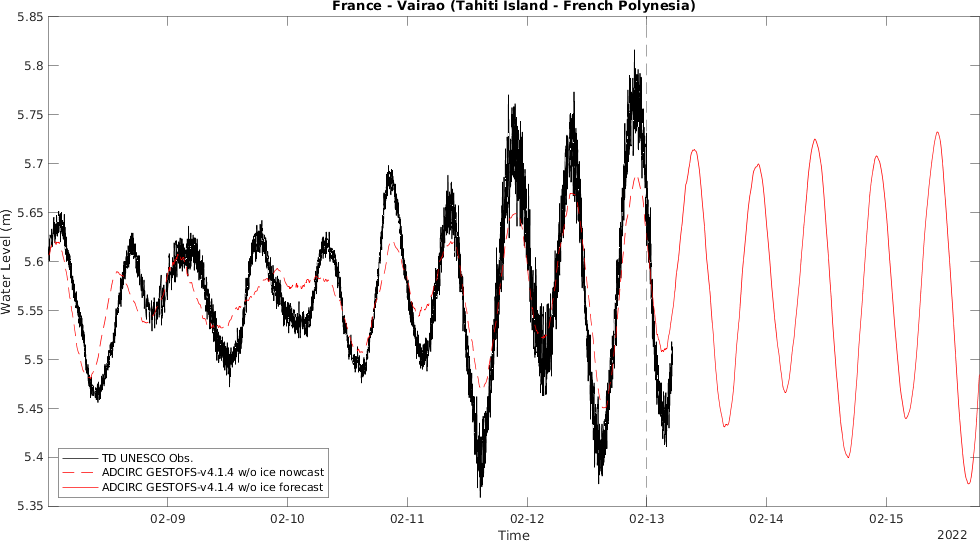 France - Vairao (Tahiti Island - French Polynesia)
5.85
5.8
5.75
5.7
5.65
5.6
5.55
5.5
5.45
5.4
5.35
Water Level (m)
TD UNESCO Obs.
ADCIRC GESTOFS-v4.1.4 w/o ice nowcast
ADCIRC GESTOFS-v4.1.4 w/o ice forecast
02-09 02-10 02-11 02-12 02-13 02-14 02-15
Time
2022